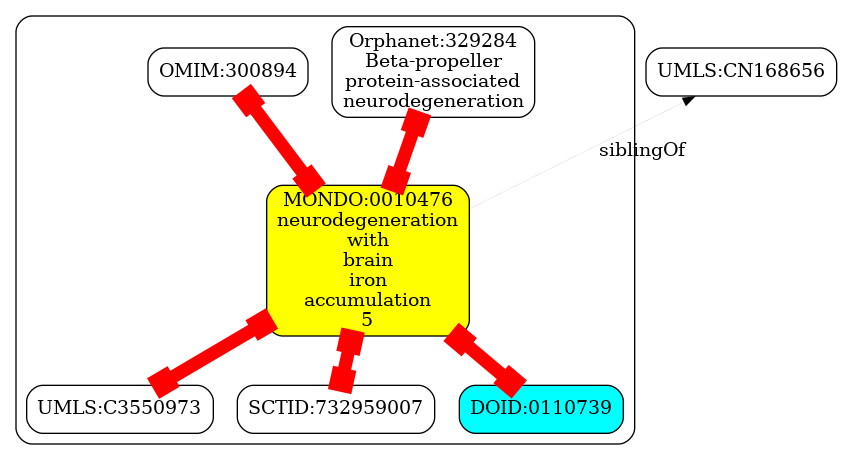 OMIM:300894
Orphanet:329284
Beta-propeller
protein-associated
neurodegeneration
UMLS:CN168656
siblingOf
MONDO:0010476
neurodegeneration
with
brain
iron
accumulation
5
UMLS:C3550973
SCTID:732959007
DOID:0110739